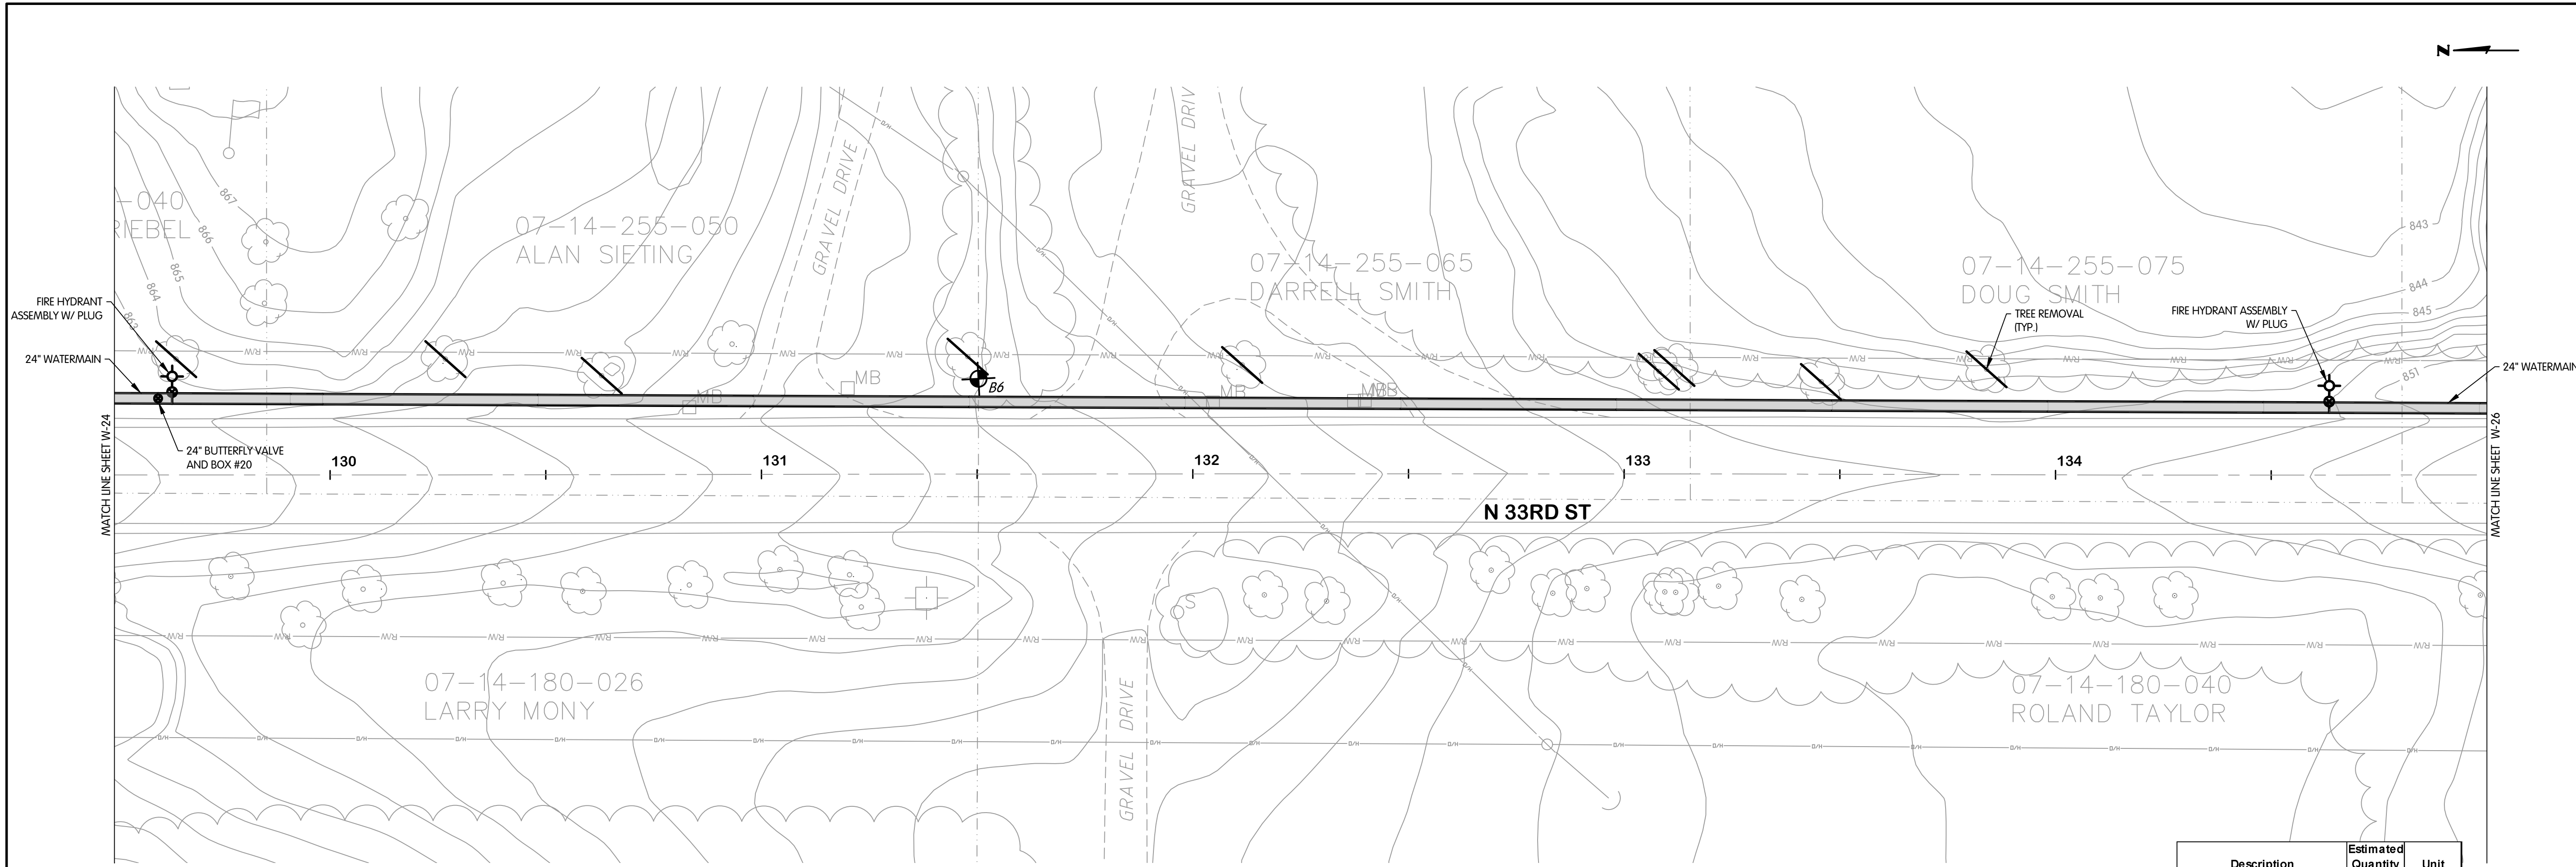 N
GRAVEL DRIVE
GRAVEL DRIV
-040
RIEBEL
867
866
865
864
863
07-14-255-050
ALAN SIETING
07-14-255-065
DARRELL SMITH
07-14-255-075
DOUG SMITH
843
844
845
851
FIRE HYDRANT
ASSEMBLY W/ PLUG
24" WATERMAIN
TREE REMOVAL
(TYP.)
FIRE HYDRANT ASSEMBLY
W/ PLUG
24" WATERMAIN
R/W
O/H
MB
MB
B6
MB
MB
MATCH LINE SHEET W-24
24" BUTTERFLY VALVE
AND BOX #20
130
131
132
133
134
MATCH LINE SHEET W-26
N 33RD ST
S
07-14-180-026
LARRY MONY
GRAVEL DRIVE
07-14-180-040
ROLAND TAYLOR
Description
Estimated
Quantity
Unit